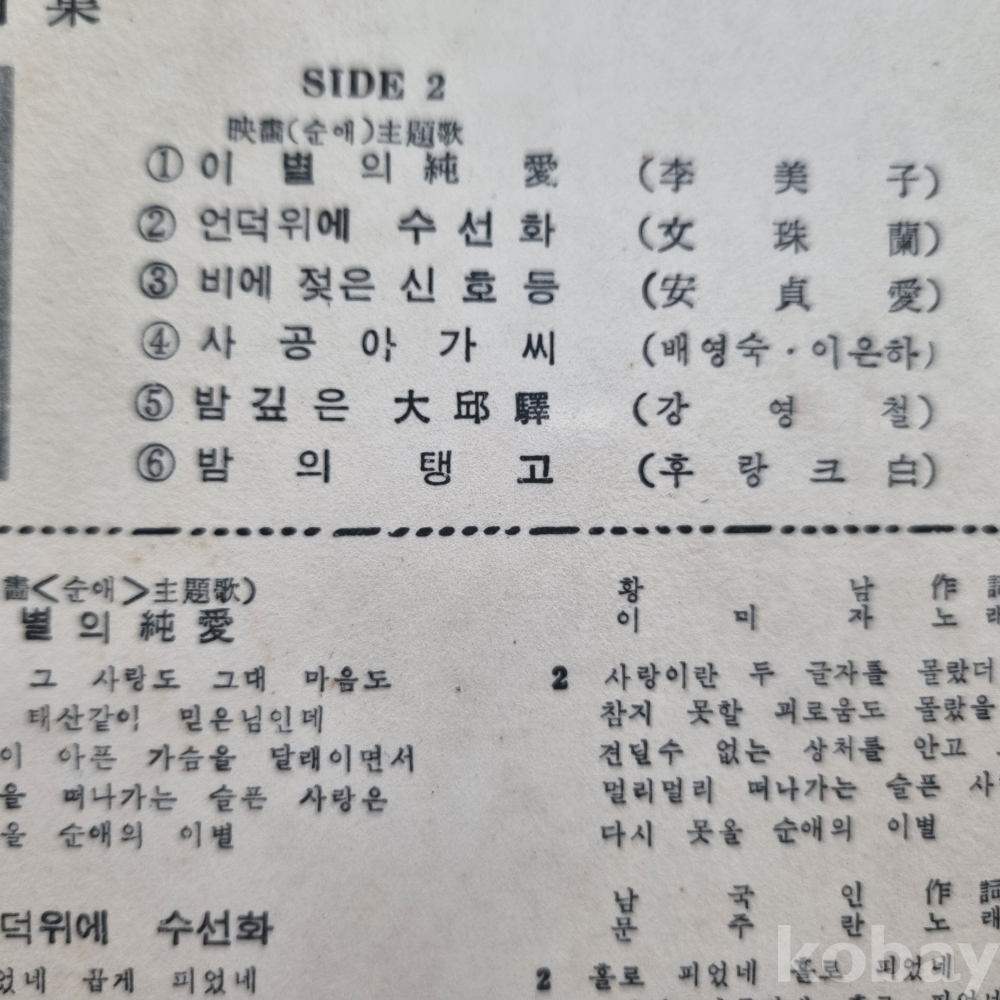 集
SIDE 2
映畵(순애)主題歌
① 이 별 의 純 愛 (李 美 子)
② 언덕위에 수 선 화 (文 珠 蘭)
③ 비에 젖은 신 호 등 (安 貞 愛)
④ 사 공 아 가 씨 (배영숙·이은하)
⑤ 밤 깊 은 大 邱 驛 (강 영 철)
⑥ 밤 의 탱 고 (후 랑 크 白)
畵<순애>主題歌)
별 의 純 愛
황 남 作 詞
이 미 자 노 래
그 사랑도 그대 마음도
태산같이 믿은님인데
이 아픈 가슴을 달래이면서
을 떠나가는 슬픈 사랑은
올 순애의 이별
2 사랑이란 두 글자를 몰랐더
참지 못할 괴로움도 몰랐을
견딜수 없는 상처를 안고
멀리멀리 떠나가는 슬픈 사
다시 못올 순애의 이별
덕위에 수선화
남 국 인 作 詞
문 주 란 노 래
었네 곱게 피었네
2 홀로 피었네 홀로 피었네
kobay